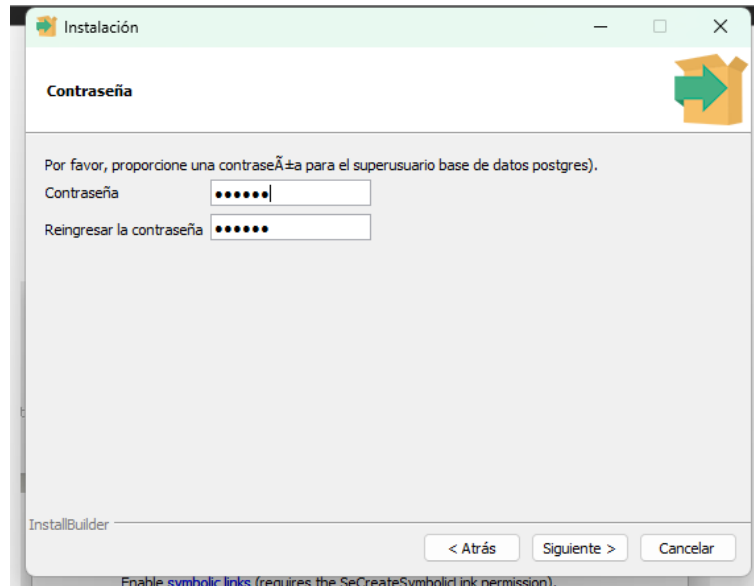 Instalación
Contraseña
Por favor, proporcione una contraseÃ±a para el superusuario base de datos postgres).
Contraseña ••••••
Reingresar la contraseña ••••••
InstallBuilder
< Atrás Siguiente > Cancelar
Enable symbolic links (requires the SeCreateSymbolicLink permission).